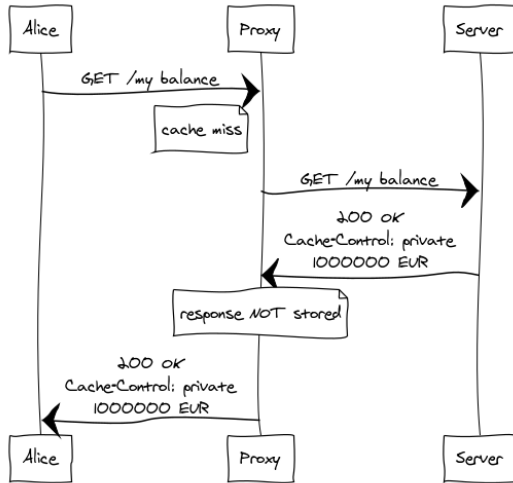 Alice
Proxy
Server
GET /my balance
cache miss
GET /my balance
200 OK
Cache-Control: private
1000000 EUR
response NOT stored
200 OK
Cache-Control: private
1000000 EUR
Alice
Proxy
Server